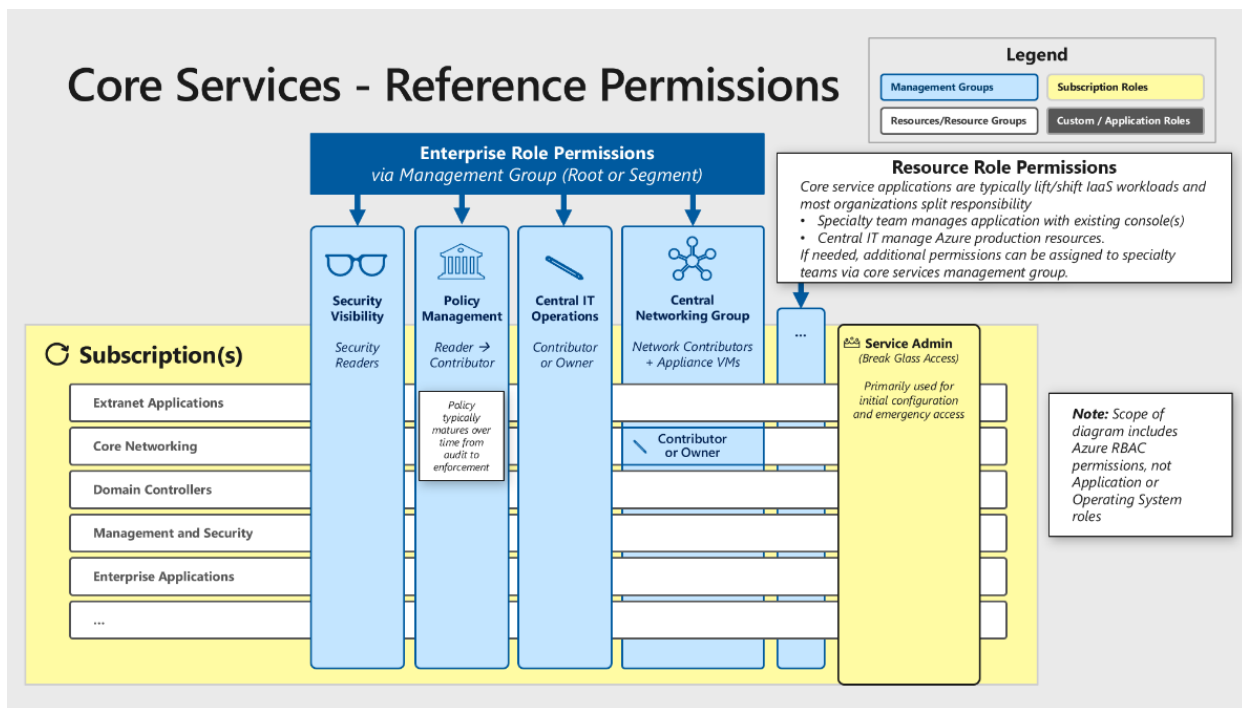 Core Services - Reference Permissions
Legend
Management Groups
Subscription Roles
Resources/Resource Groups
Custom / Application Roles
Enterprise Role Permissions
via Management Group (Root or Segment)
Resource Role Permissions
Core service applications are typically lift/shift IaaS workloads and
most organizations split responsibility
• Specialty team manages application with existing console(s)
• Central IT manage Azure production resources.
If needed, additional permissions can be assigned to specialty
teams via core services management group.
Security
Visibility
Security
Readers
Policy
Management
Reader →
Contributor
Policy
typically
matures over
time from
audit to
enforcement
Central IT
Operations
Contributor
or Owner
Central
Networking Group
Network Contributors
+ Appliance VMs
Contributor
or Owner
...
Service Admin
(Break Glass Access)
Primarily used for
initial configuration
and emergency access
Subscription(s)
Extranet Applications
Core Networking
Domain Controllers
Management and Security
Enterprise Applications
...
Note: Scope of
diagram includes
Azure RBAC
permissions, not
Application or
Operating System
roles